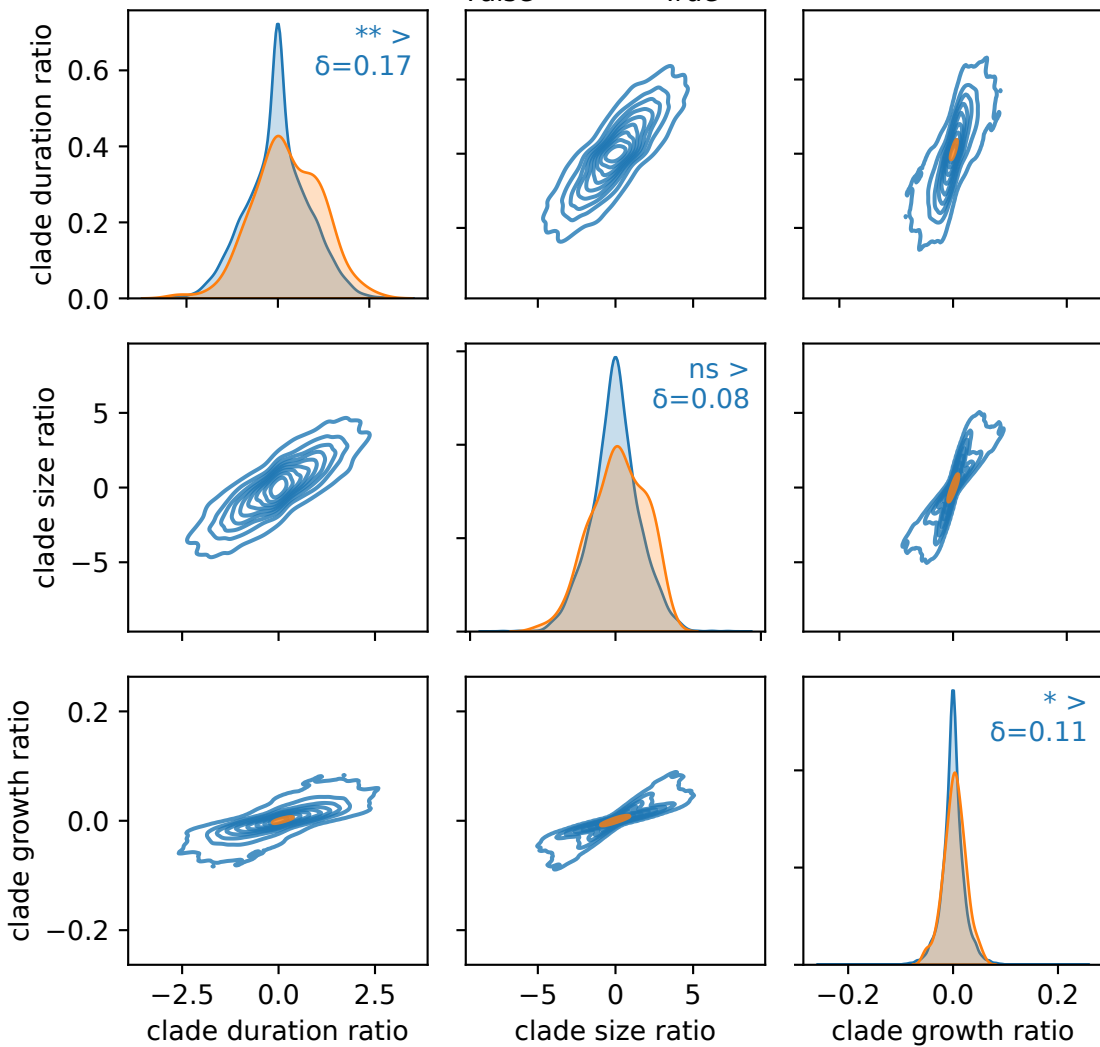 clade duration ratio
0.6
0.4
0.2
0.0
** >
δ=0.17
clade size ratio
5
0
−5
ns >
δ=0.08
clade growth ratio
0.2
0.0
−0.2
* >
δ=0.11
−2.5 0.0 2.5
−5 0 5
−0.2 0.0 0.2
clade duration ratio
clade size ratio
clade growth ratio